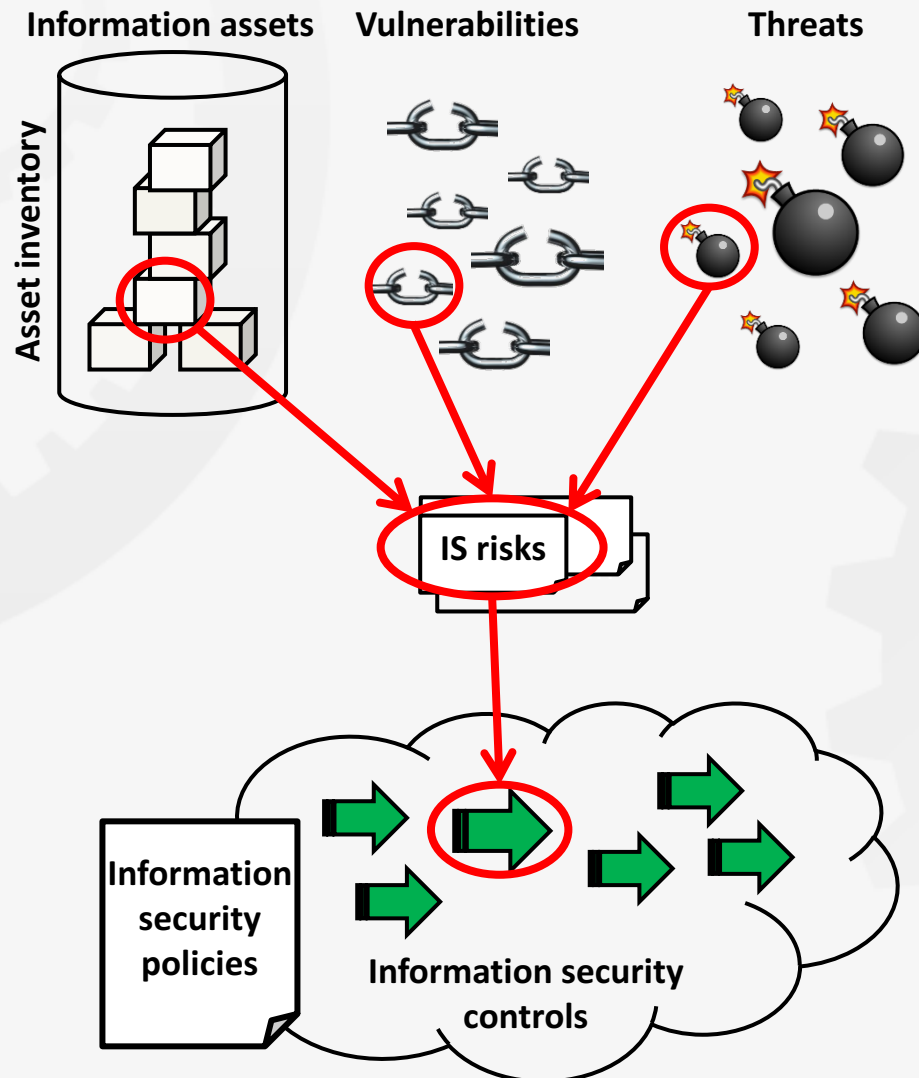 Information assets
Vulnerabilities
Threats
Asset inventory
IS risks
Information
security
policies
Information security
controls